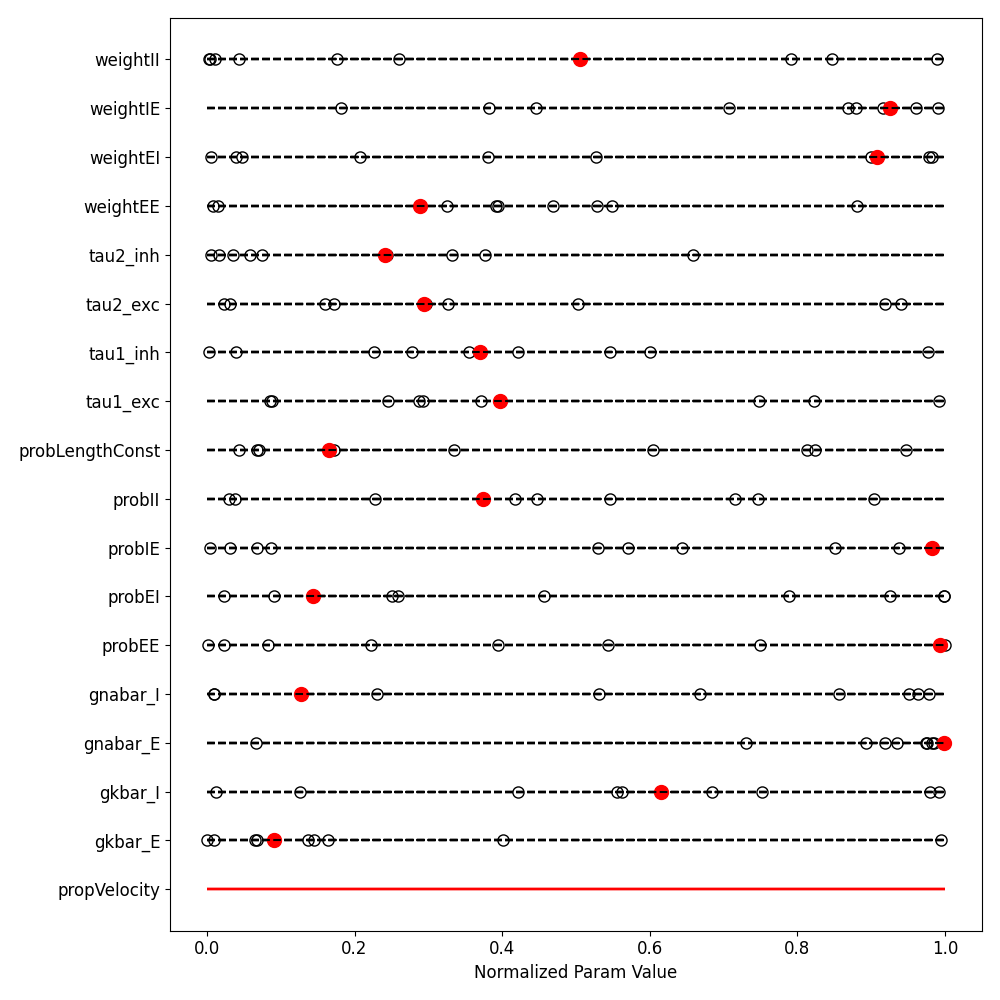 weightII
weightIE
weightEI
weightEE
tau2_inh
tau2_exc
tau1_inh
tau1_exc
probLengthConst
probII
probIE
probEI
probEE
gnabar_I
gnabar_E
gkbar_I
gkbar_E
propVelocity
0.0 0.2 0.4 0.6 0.8 1.0
Normalized Param Value